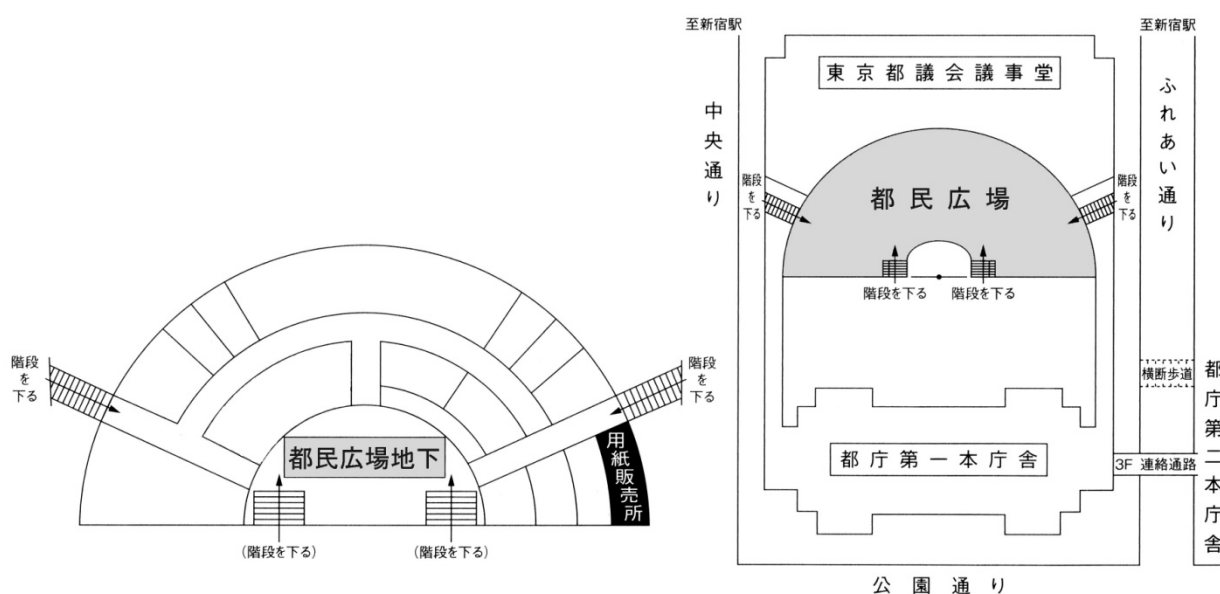 階段
を
下る
都民広場地下
階段
を
下る
用紙販売所
(階段を下る)
(階段を下る)
至新宿駅
至新宿駅
東京都議会議事堂
中央通り
ふれあい通り
階段
を
下る
都民広場
階段
を
下る
階段を下る
階段を下る
横断歩道
都庁第一本庁舎
3F 連絡通路
都庁第二本庁舎
公園通り